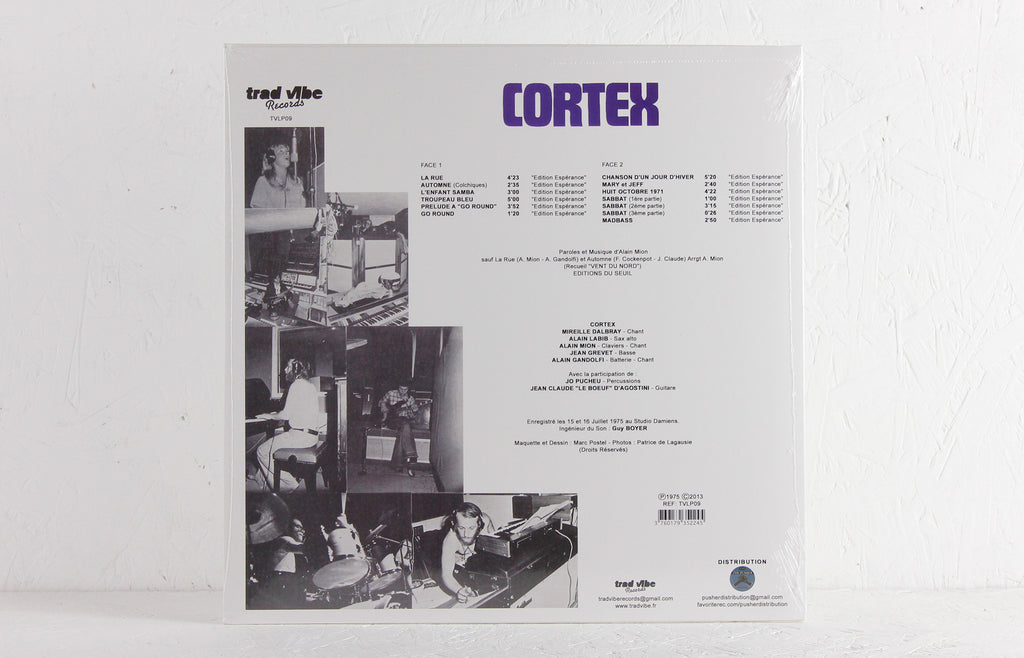 trad vibe
Records
TVLP09
CORTEX
FACE 1
LA RUE 4'23 "Edition Espérance"
AUTOMNE (Colchiques) 2'35 "Edition Espérance"
L'ENFANT SAMBA 3'00 "Edition Espérance"
TROUPEAU BLEU 5'00 "Edition Espérance"
PRELUDE A "GO ROUND" 3'52 "Edition Espérance"
GO ROUND 1'20 "Edition Espérance"
FACE 2
CHANSON D'UN JOUR D'HIVER 5'20 "Edition Espérance"
MARY et JEFF 2'40 "Edition Espérance"
HUIT OCTOBRE 1971 4'22 "Edition Espérance"
SABBAT (1ère partie) 1'00 "Edition Espérance"
SABBAT (2ème partie) 3'15 "Edition Espérance"
SABBAT (3ème partie) 0'26 "Edition Espérance"
MADBASS 2'50 "Edition Espérance"
Paroles et Musique d'Alain Mion
sauf La Rue (A. Mion - A. Gandolfi) et Automne (F. Cockenpot - J. Claude) Arrgt A. Mion
(Recueil "VENT DU NORD")
EDITIONS DU SEUIL
CORTEX
MIREILLE DALBRAY - Chant
ALAIN LABIB - Sax alto
ALAIN MION - Claviers - Chant
JEAN GREVET - Basse
ALAIN GANDOLFI - Batterie - Chant
Avec la participation de :
JO PUCHEU - Percussions
JEAN CLAUDE "LE BOEUF" D'AGOSTINI - Guitare
Enregistré les 15 et 16 Juillet 1975 au Studio Damiens.
Ingénieur du Son : Guy BOYER
Maquette et Dessin : Marc Postel - Photos : Patrice de Lagausie
(Droits Réservés)
Ⓟ1975 ©2013
REF: TVLP09
3 760179 352245
trad vibe
Records
tradviberecords@gmail.com
www.tradvibe.fr
DISTRIBUTION
pusherdistribution@gmail.com
favoriterec.com/pusherdistribution